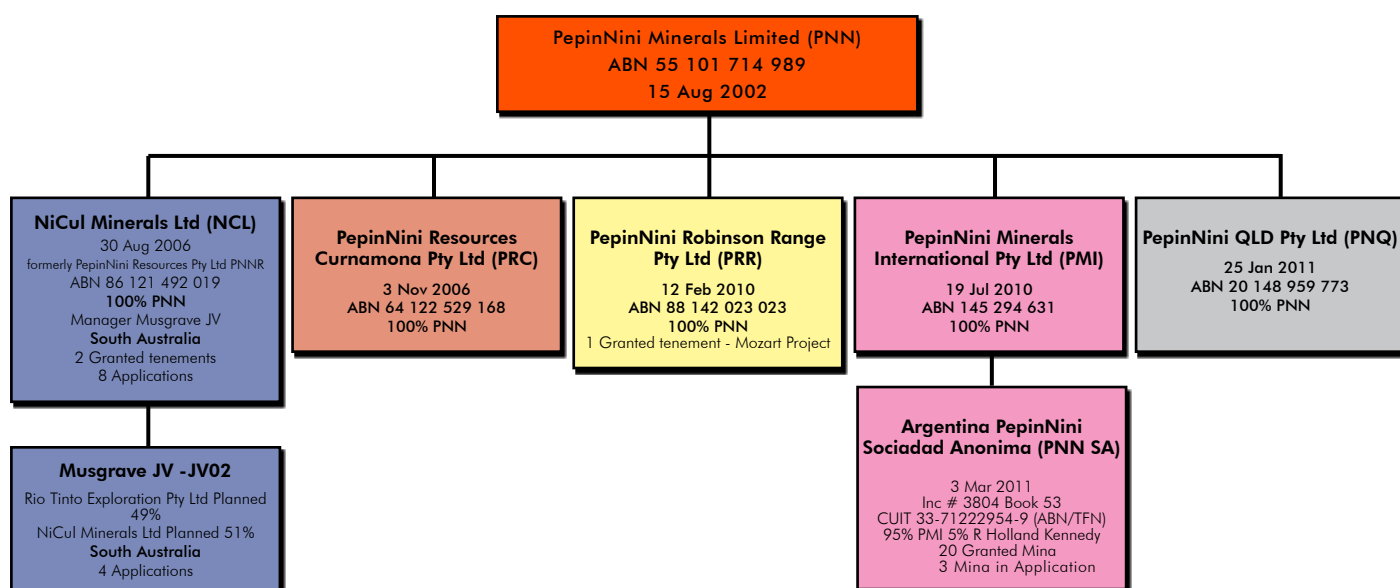 PepinNini Minerals Limited (PNN)
ABN 55 101 714 989
15 Aug 2002
NiCul Minerals Ltd (NCL)
30 Aug 2006
formerly PepinNini Resources Pty Ltd PNNR
ABN 86 121 492 019
100% PNN
Manager Musgrave JV
South Australia
2 Granted tenements
8 Applications
PepinNini Resources
Curnamona Pty Ltd (PRC)
3 Nov 2006
ABN 64 122 529 168
100% PNN
PepinNini Robinson Range
Pty Ltd (PRR)
12 Feb 2010
ABN 88 142 023 023
100% PNN
1 Granted tenement - Mozart Project
PepinNini Minerals
International Pty Ltd (PMI)
19 Jul 2010
ABN 145 294 631
100% PNN
PepinNini QLD Pty Ltd (PNQ)
25 Jan 2011
ABN 20 148 959 773
100% PNN
Musgrave JV -JV02
Rio Tinto Exploration Pty Ltd Planned
49%
NiCul Minerals Ltd Planned 51%
South Australia
4 Applications
Argentina PepinNini
Sociadad Anonima (PNN SA)
3 Mar 2011
Inc # 3804 Book 53
CUIT 33-71222954-9 (ABN/TFN)
95% PMI 5% R Holland Kennedy
20 Granted Mina
3 Mina in Application